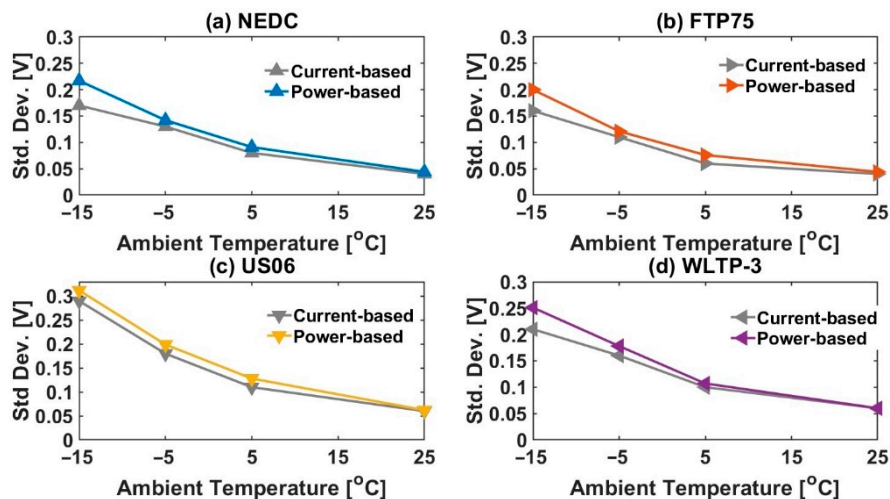 (a) NEDC
0.3
0.25
0.2
0.15
0.1
0.05
0
Std. Dev. [V]
Current-based
Power-based
−15 −5 5 15 25
Ambient Temperature [°C]
(b) FTP75
0.3
0.25
0.2
0.15
0.1
0.05
0
Std. Dev. [V]
Current-based
Power-based
−15 −5 5 15 25
Ambient Temperature [°C]
(c) US06
0.3
0.2
0.1
0.05
0
Std Dev. [V]
Current-based
Power-based
−15 −5 5 15 25
Ambient Temperature [°C]
(d) WLTP-3
0.3
0.25
0.2
0.15
0.1
0.05
0
Std. Dev. [V]
Current-based
Power-based
−15 −5 5 15 25
Ambient Temperature [°C]